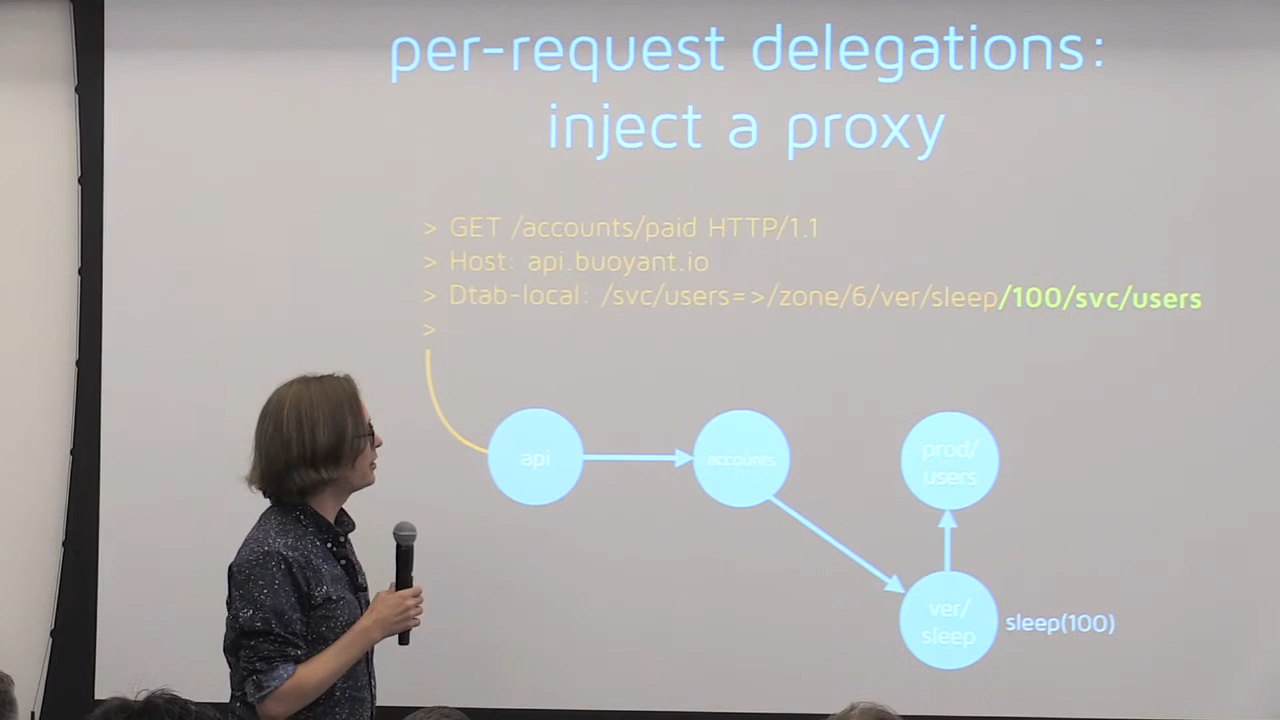 per-request delegations:
inject a proxy
> GET /accounts/paid HTTP/1.1
> Host: api.buoyant.io
> Dtab-local: /svc/users=>/zone/6/ver/sleep/100/svc/users
>
api
accounts
prod/
users
ver/
sleep
sleep(100)